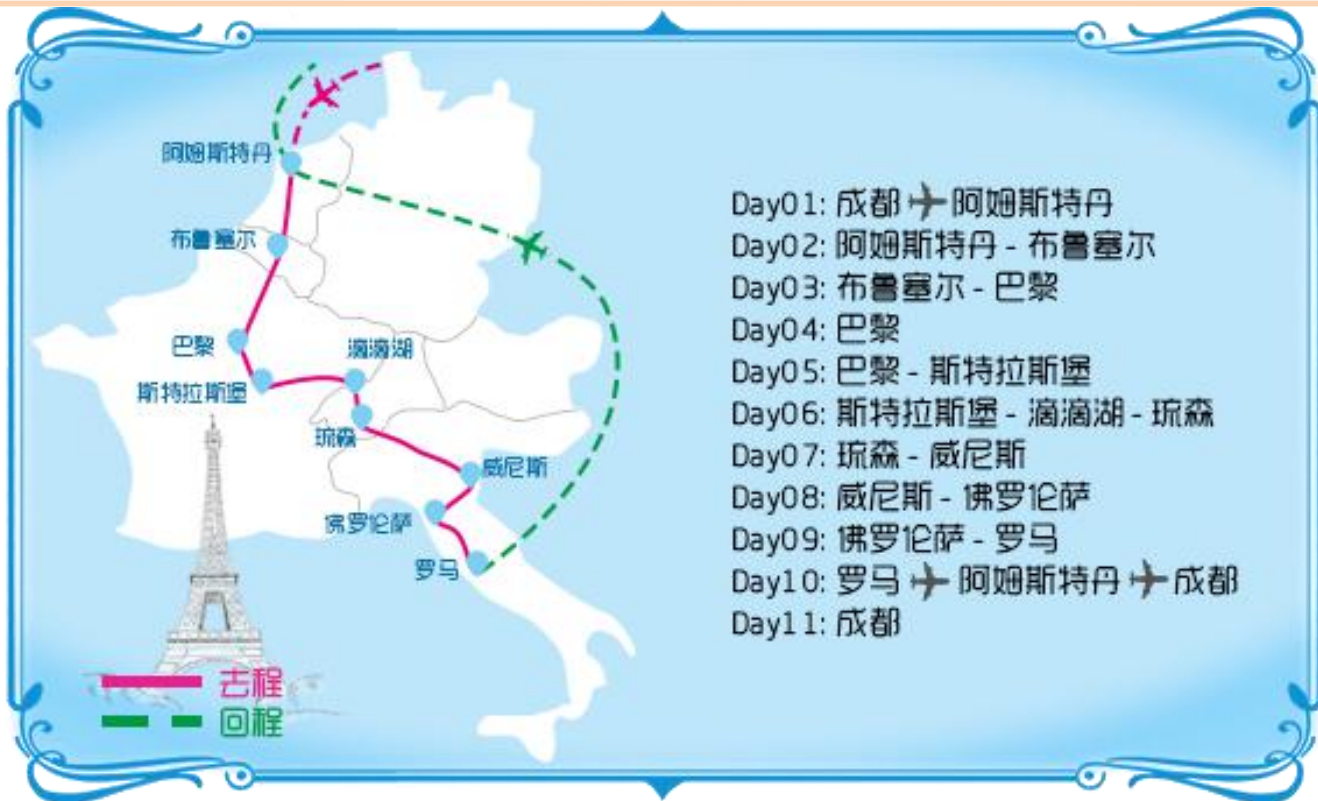 阿姆斯特丹
布鲁塞尔
巴黎
滴滴湖
斯特拉斯堡
琉森
威尼斯
佛罗伦萨
罗马
去程
回程
Day01: 成都 阿姆斯特丹
Day02: 阿姆斯特丹 - 布鲁塞尔
Day03: 布鲁塞尔 - 巴黎
Day04: 巴黎
Day05: 巴黎 - 斯特拉斯堡
Day06: 斯特拉斯堡 - 滴滴湖 - 琉森
Day07: 琉森 - 威尼斯
Day08: 威尼斯 - 佛罗伦萨
Day09: 佛罗伦萨 - 罗马
Day10: 罗马 阿姆斯特丹 成都
Day11: 成都